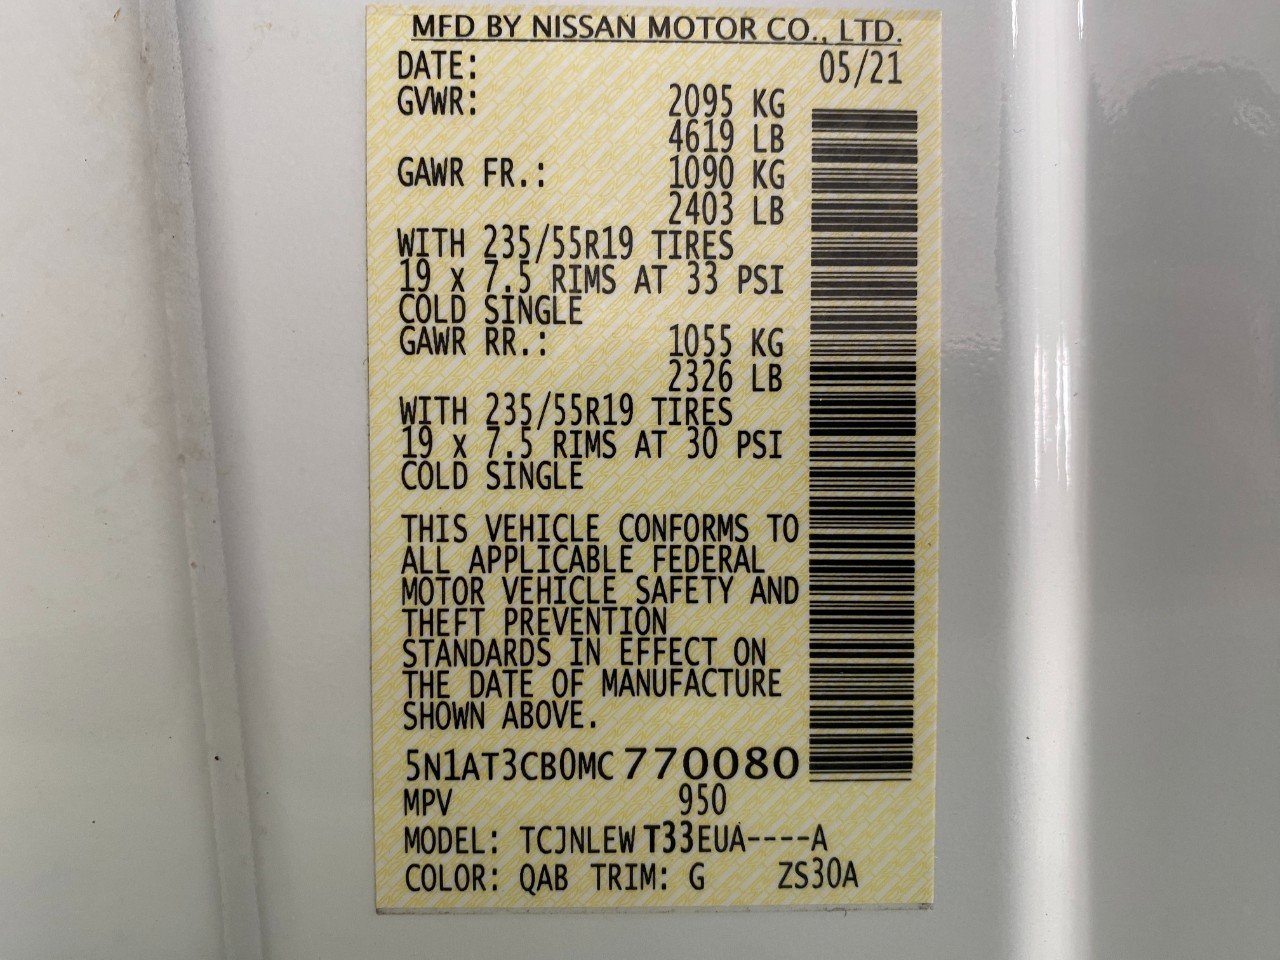 MFD BY NISSAN MOTOR CO., LTD.
DATE: 05/21
GVWR: 2095 KG
4619 LB
GAWR FR.: 1090 KG
2403 LB
WITH 235/55R19 TIRES
19 x 7.5 RIMS AT 33 PSI
COLD SINGLE
GAWR RR.: 1055 KG
2326 LB
WITH 235/55R19 TIRES
19 x 7.5 RIMS AT 30 PSI
COLD SINGLE
THIS VEHICLE CONFORMS TO
ALL APPLICABLE FEDERAL
MOTOR VEHICLE SAFETY AND
THEFT PREVENTION
STANDARDS IN EFFECT ON
THE DATE OF MANUFACTURE
SHOWN ABOVE.
5N1AT3CB0MC770080
MPV 950
MODEL: TCJNLEWT33EUA----A
COLOR: QAB TRIM: G ZS30A